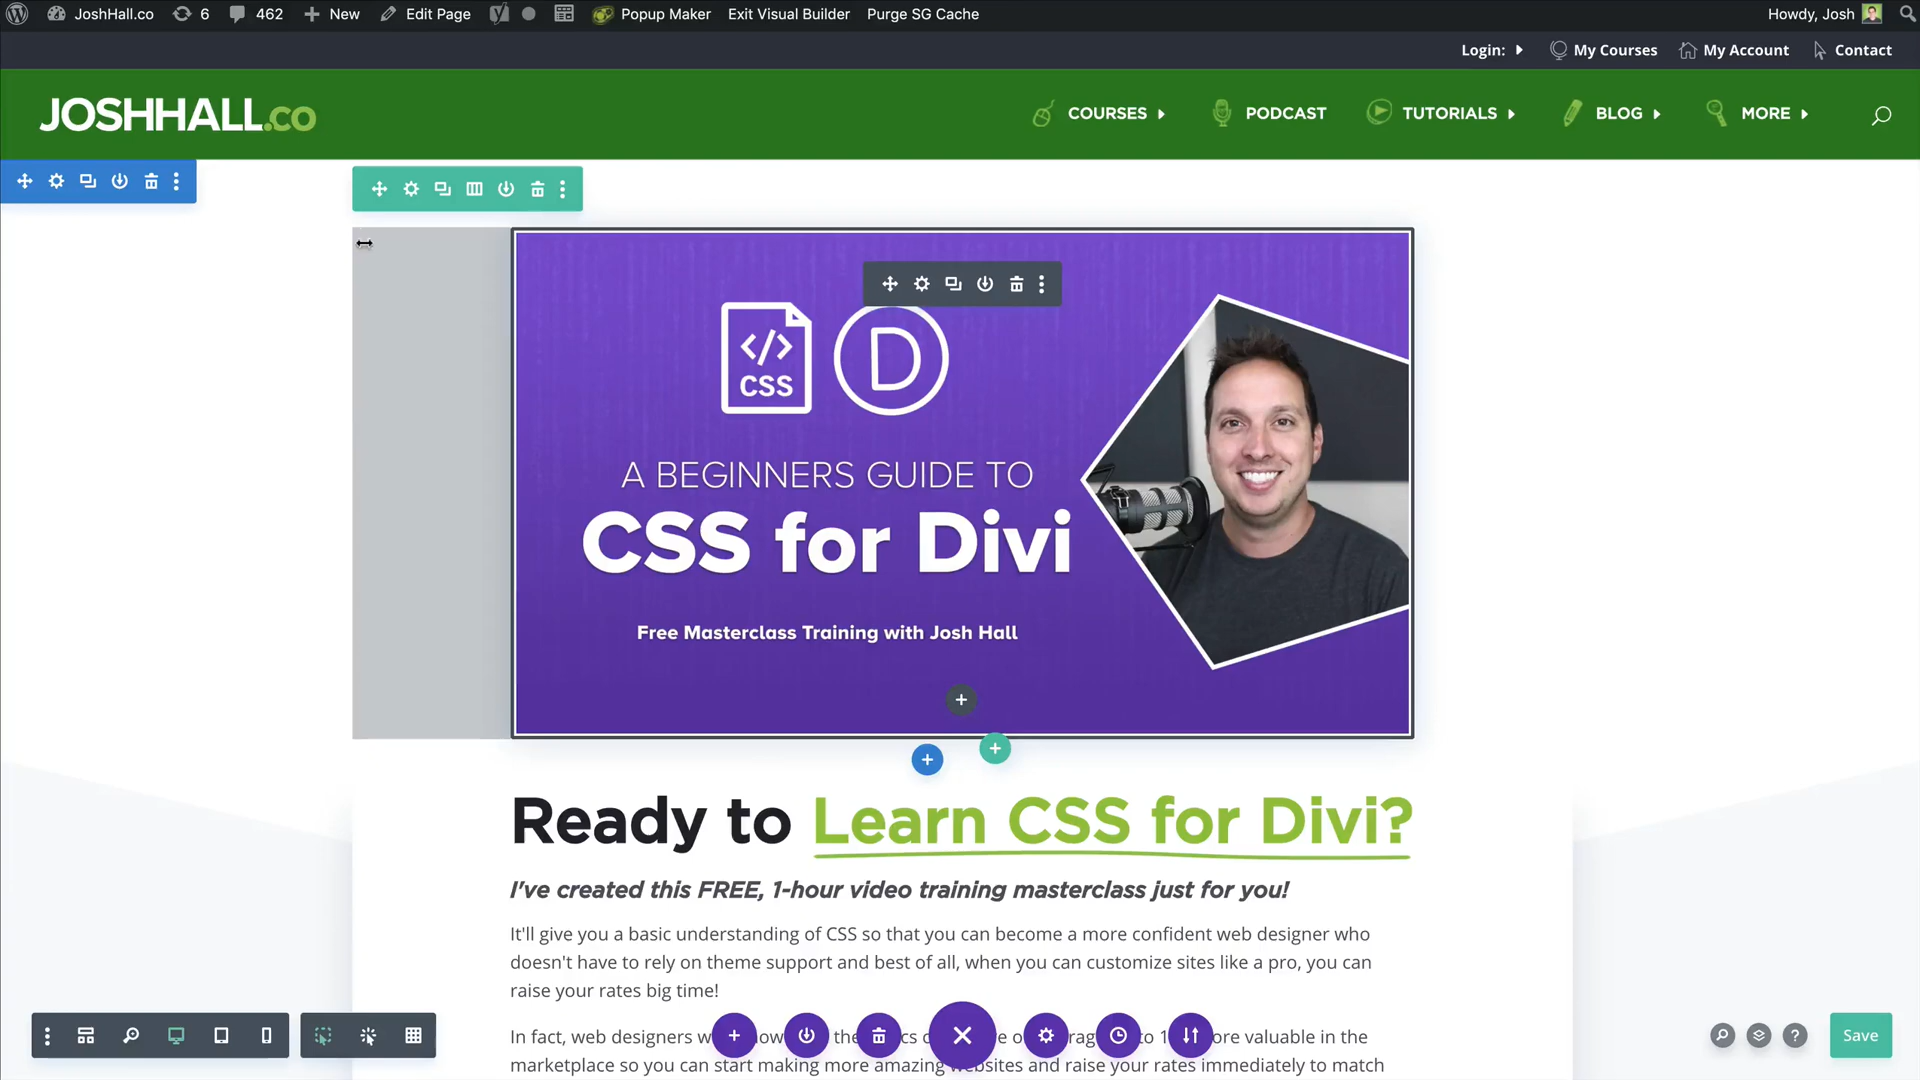 JoshHall.co 6 462 New Edit Page Popup Maker Exit Visual Builder Purge SG Cache Howdy, Josh
Login: My Courses My Account Contact
JOSHHALL.co COURSES PODCAST TUTORIALS BLOG MORE
</> D
CSS
A BEGINNERS GUIDE TO
CSS for Divi
Free Masterclass Training with Josh Hall
Ready to Learn CSS for Divi?
I've created this FREE, 1-hour video training masterclass just for you!
It'll give you a basic understanding of CSS so that you can become a more confident web designer who
doesn't have to rely on theme support and best of all, when you can customize sites like a pro, you can
raise your rates big time!
In fact, web designers the valuable in the
marketplace so you can start making more amazing websites and raise your rates immediately to match
Save